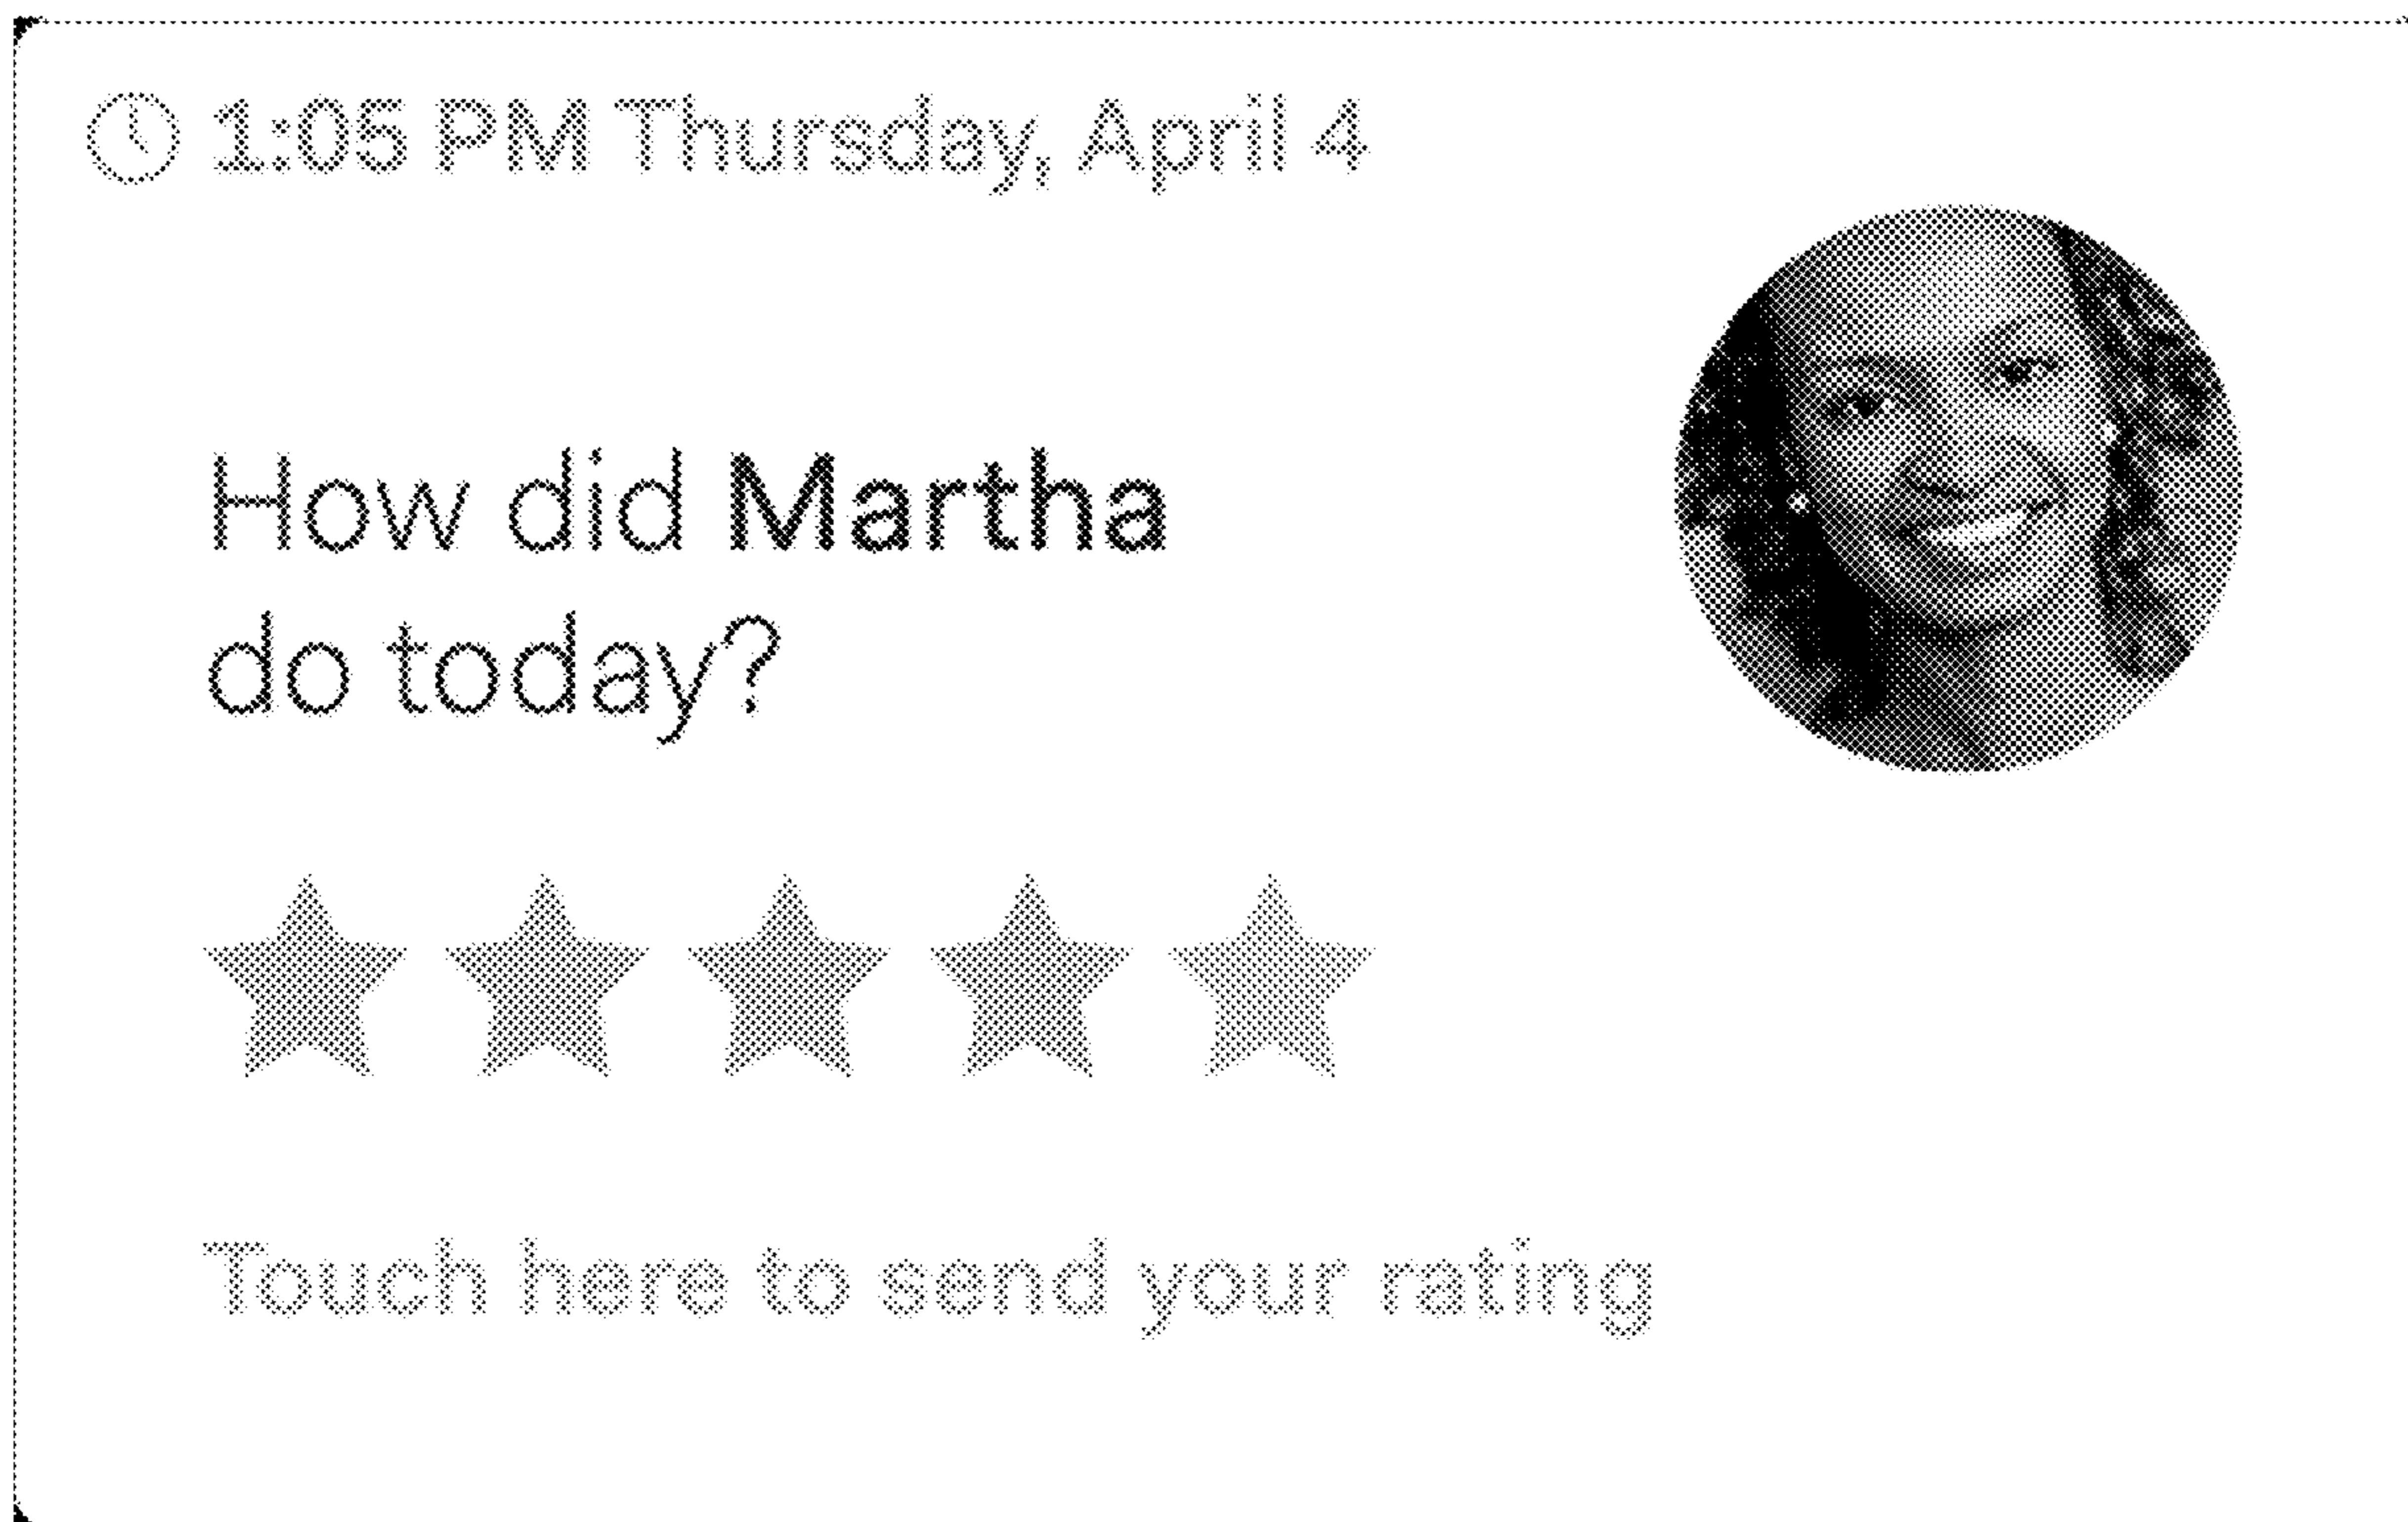 1:05 PM Thursday, April 4
How did Martha
do today?
Touch here to send your rating